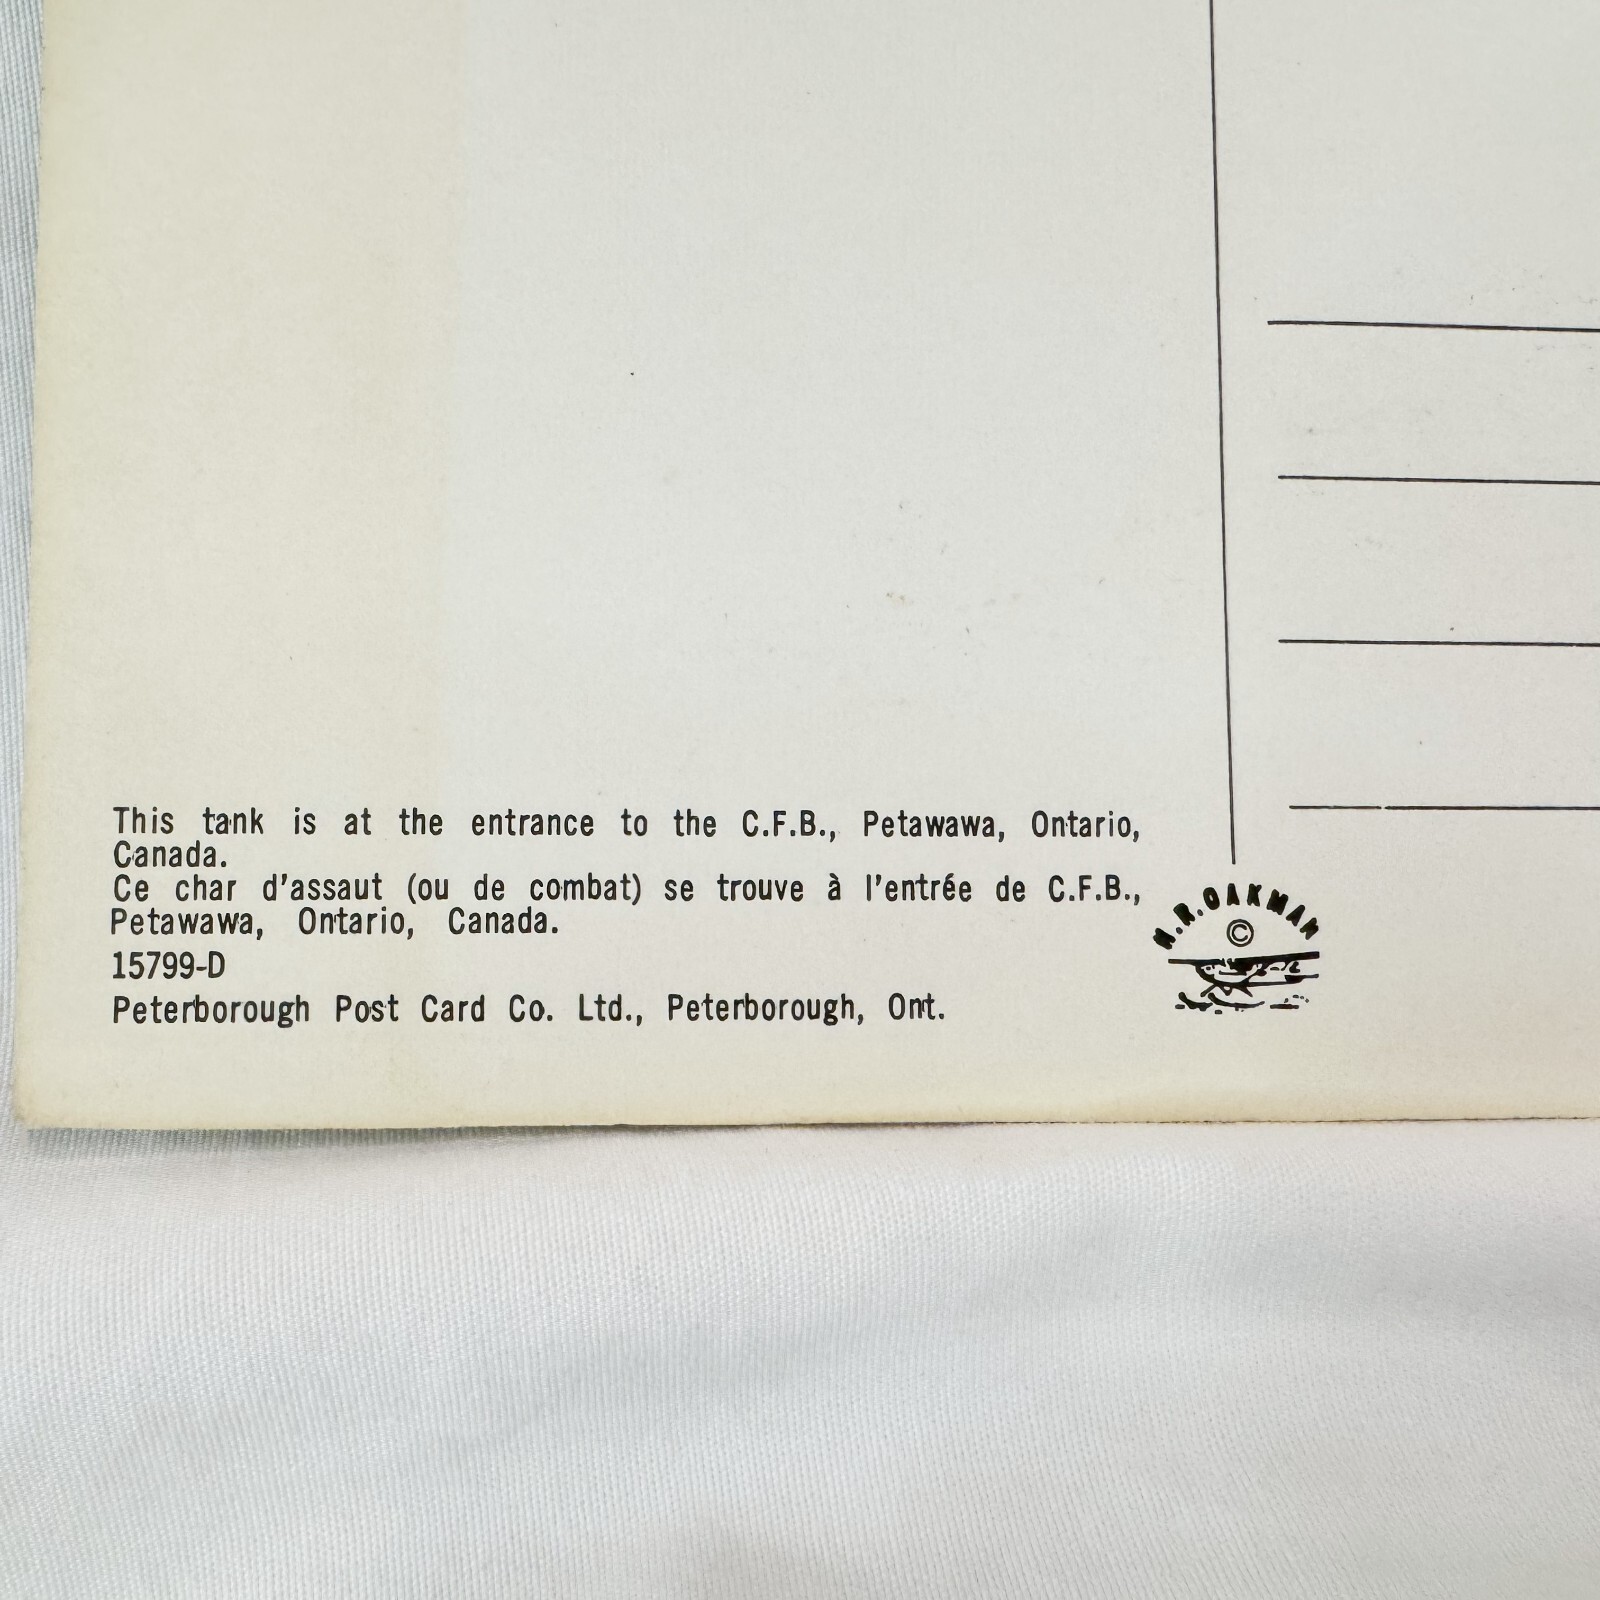 This tank is at the entrance to the C.F.B., Petawawa, Ontario,
Canada.
Ce char d'assaut (ou de combat) se trouve à l'entrée de C.F.B.,
Petawawa, Ontario, Canada.
15799-D
Peterborough Post Card Co. Ltd., Peterborough, Ont.
H.R. OAKMAN
©